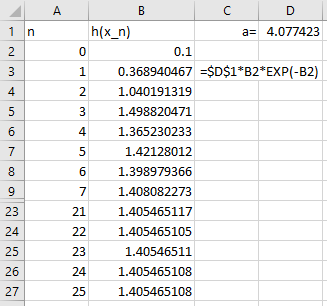 A B C D
1 n h(x_n) a= 4.077423
2 0 0.1
3 1 0.368940467 =$D$1*B2*EXP(-B2)
4 2 1.040191319
5 3 1.498820471
6 4 1.365230233
7 5 1.42128012
8 6 1.398979366
9 7 1.408082273
23 21 1.405465117
24 22 1.405465105
25 23 1.40546511
26 24 1.405465108
27 25 1.405465108